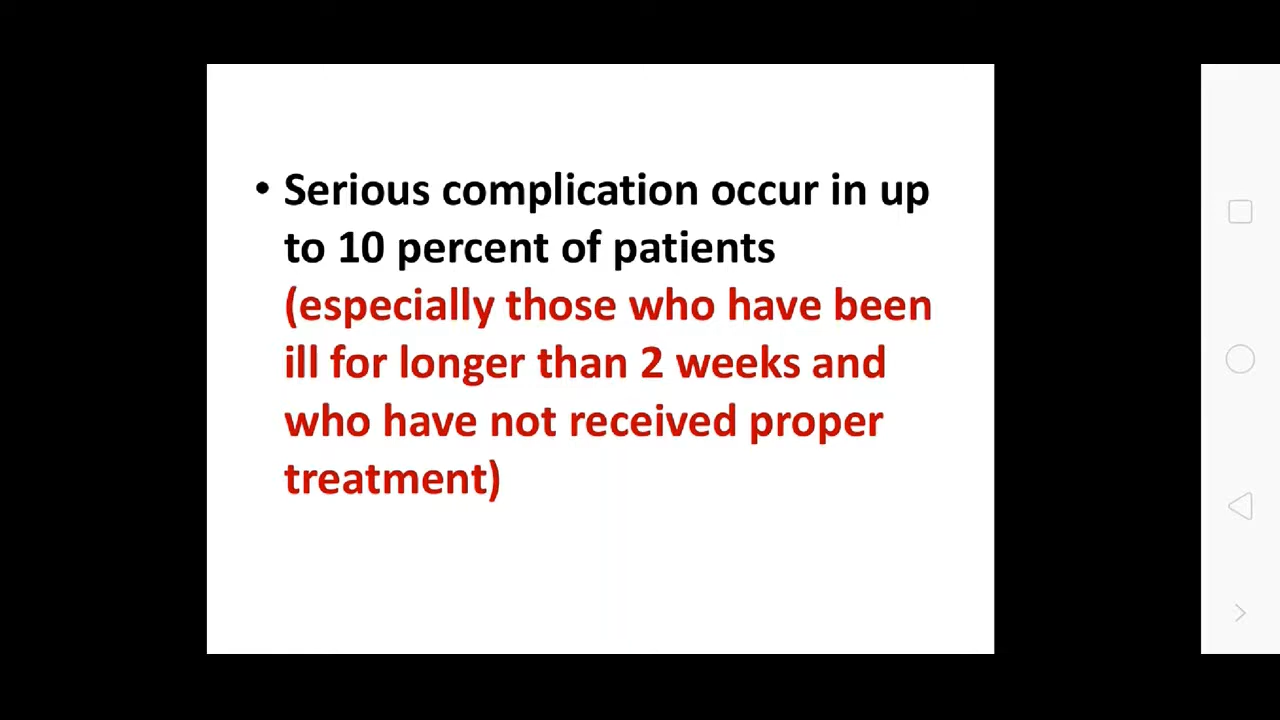 • Serious complication occur in up
to 10 percent of patients
(especially those who have been
ill for longer than 2 weeks and
who have not received proper
treatment)